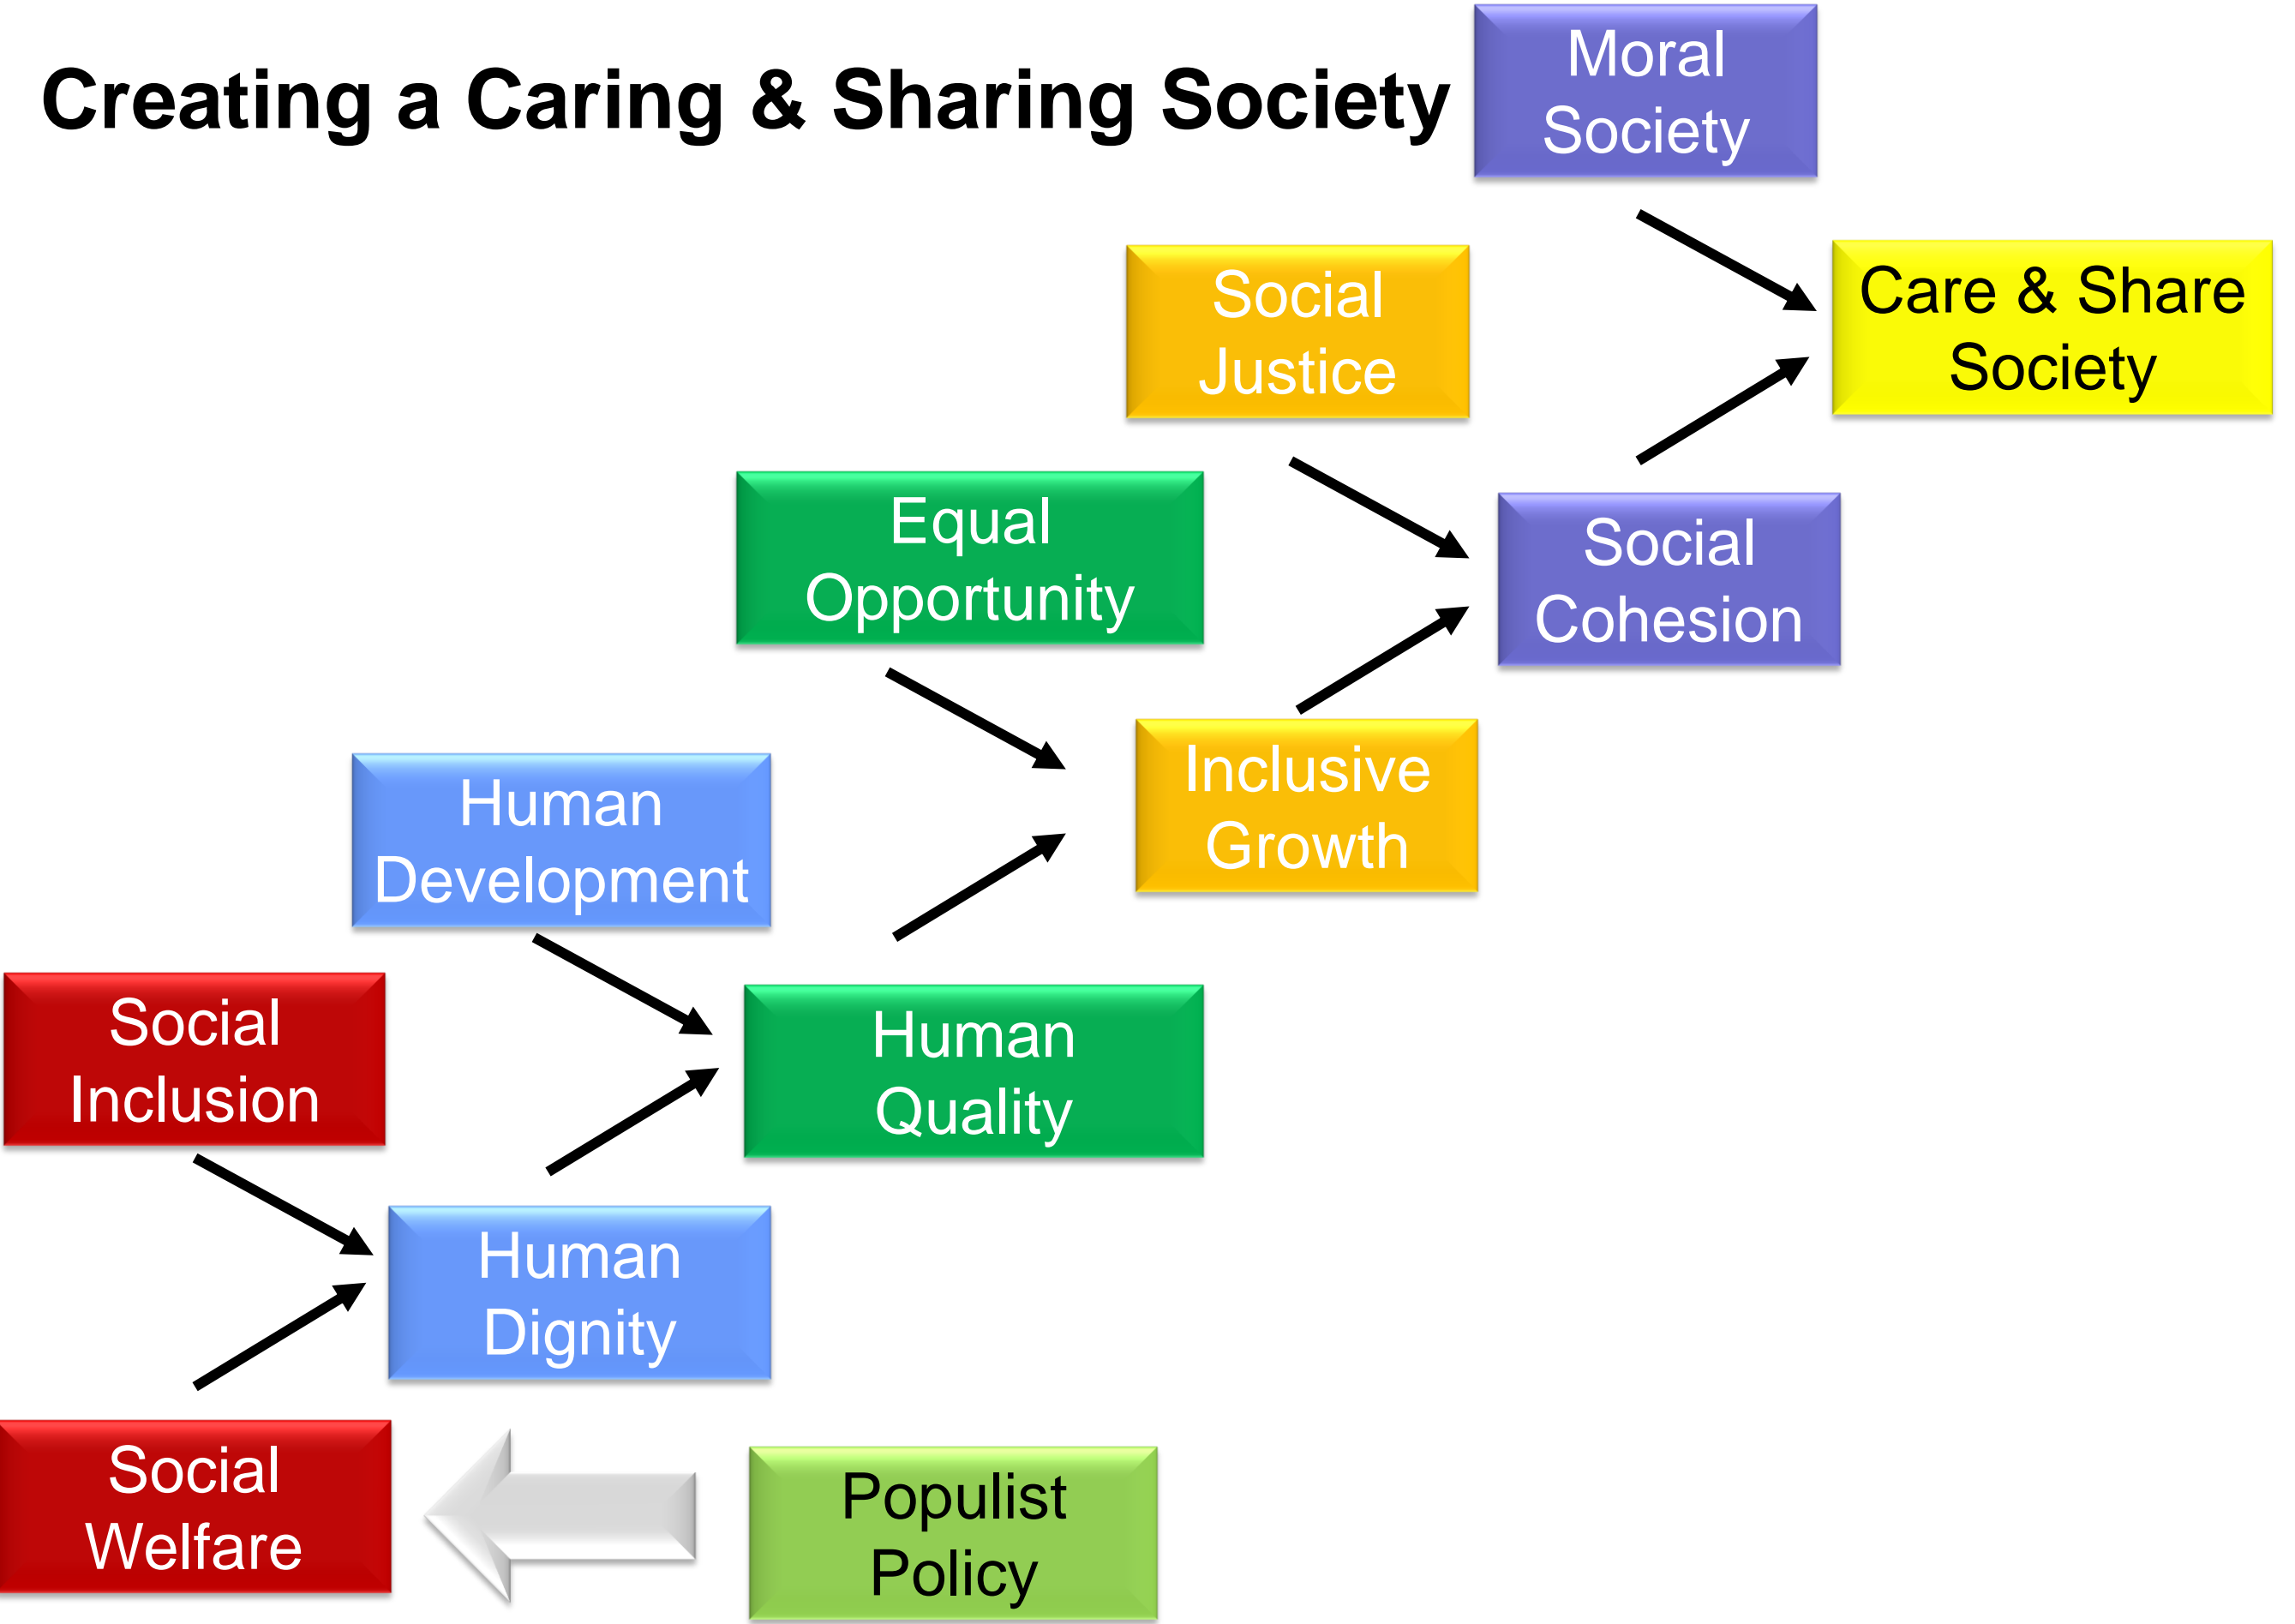 Creating a Caring & Sharing Society
Moral
Society
Social
Justice
Care & Share
Society
Equal
Opportunity
Social
Cohesion
Human
Development
Inclusive
Growth
Social
Inclusion
Human
Quality
Human
Dignity
Social
Welfare
Populist
Policy